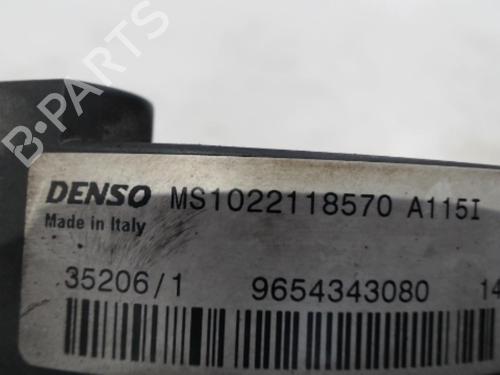 B-PARTS
DENSO MS1022118570 A115I
Made in Italy
35206/1 9654343080 14